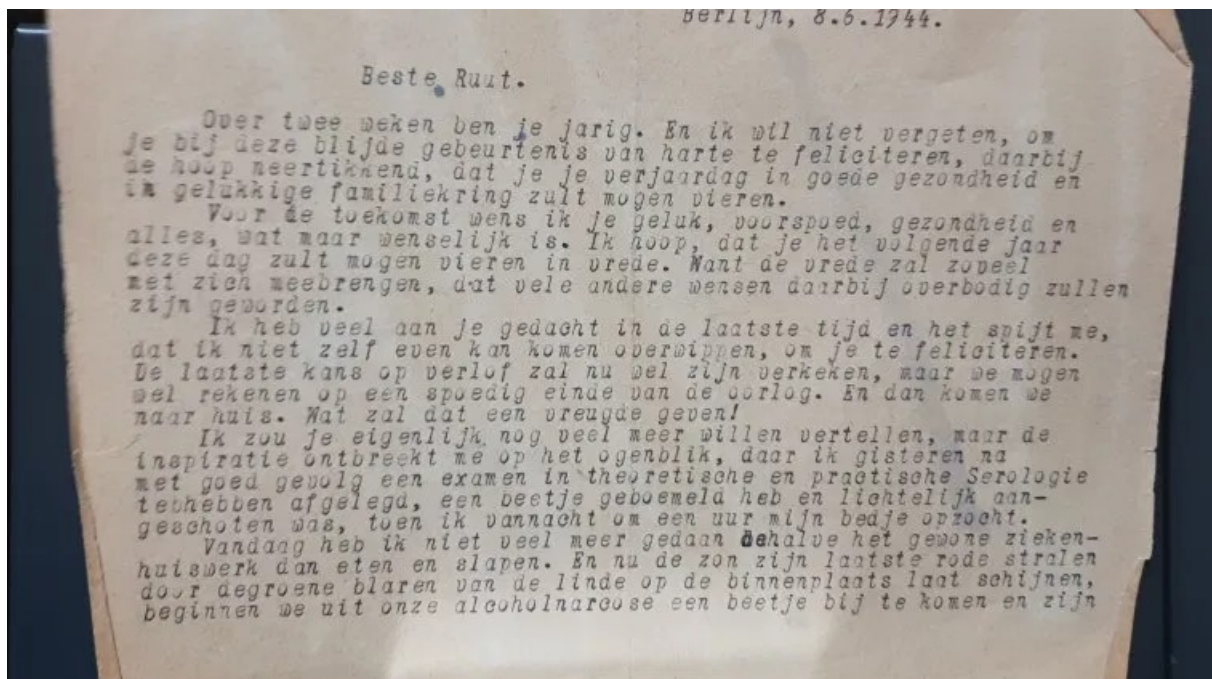 Berlijn, 8.6.1944.
Beste Ruut.
Over twee weken ben je jarig. En ik wil niet vergeten, om
je bij deze blijde gebeurtenis van harte te feliciteren, daarbij
de hoop neertikkend, dat je je verjaardag in goede gezondheid en
in gelukkige familiekring zult mogen vieren.
Voor de toekomst wens ik je geluk, voorspoed, gezondheid en
alles, wat maar wenselijk is. Ik hoop, dat je het volgende jaar
deze dag zult mogen vieren in vrede. Want de vrede zal zoveel
met zich meebrengen, dat vele andere wensen daarbij overbodig zullen
zijn geworden.
Ik heb veel aan je gedacht in de laatste tijd en het spijt me,
dat ik niet zelf even kan komen overwippen, om je te feliciteren.
De laatste kans op verlof zal nu wel zijn verkeken, maar we mogen
wel rekenen op een spoedig einde van de oorlog. En dan komen we
naar huis. Wat zal dat een vreugde geven!
Ik zou je eigenlijk nog veel meer willen vertellen, maar de
inspiratie ontbreekt me op het ogenblik, daar ik gisteren na
met goed gevolg een examen in theoretische en practische Serologie
tehebben afgelegd, een beetje geboemeld heb en lichtelijk aan-
geschoten was, toen ik vannacht om een uur mijn bedje opzocht.
Vandaag heb ik niet veel meer gedaan behalve het gewone zieken-
huiswerk dan eten en slapen. En nu de zon zijn laatste rode stralen
door degroene blaren van de linde op de binnenplaats laat schijnen,
beginnen we uit onze alcoholnarcose een beetje bij te komen en zijn